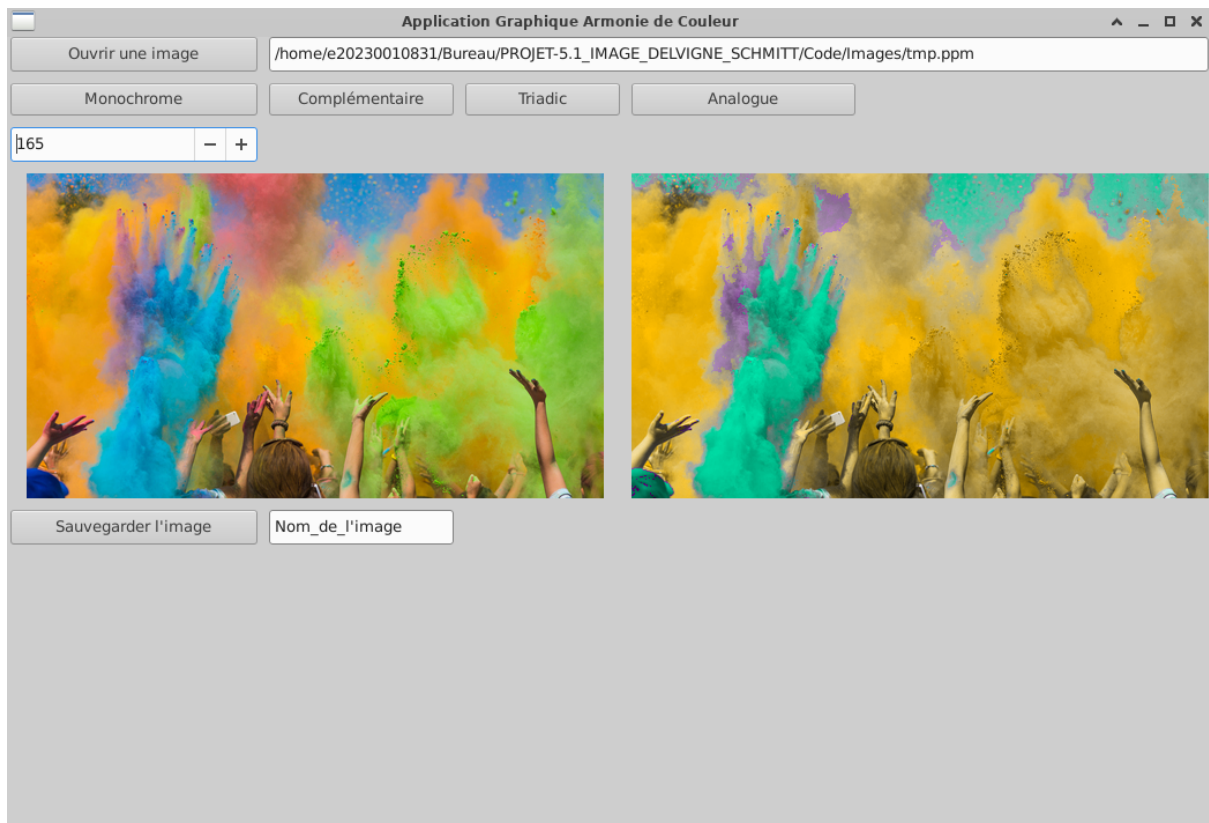 Application Graphique Armonie de Couleur
Ouvrir une image /home/e20230010831/Bureau/PROJET-5.1_IMAGE_DELVIGNE_SCHMITT/Code/Images/tmp.ppm
Monochrome Complémentaire Triadic Analogue
165 − +
Sauvegarder l'image Nom_de_l'image